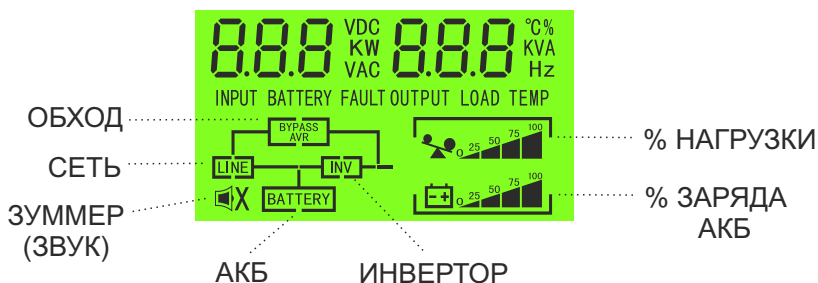 8.8.8 VDC KW VAC 8.8.8 °C% KVA Hz
INPUT BATTERY FAULT OUTPUT LOAD TEMP
ОБХОД
BYPASS
AVR
0 25 50 75 100
% НАГРУЗКИ
СЕТЬ
LINE
INV
ЗУММЕР
(ЗВУК)
X
BATTERY
- +
0 25 50 75 100
% ЗАРЯДА
АКБ
АКБ
ИНВЕРТОР